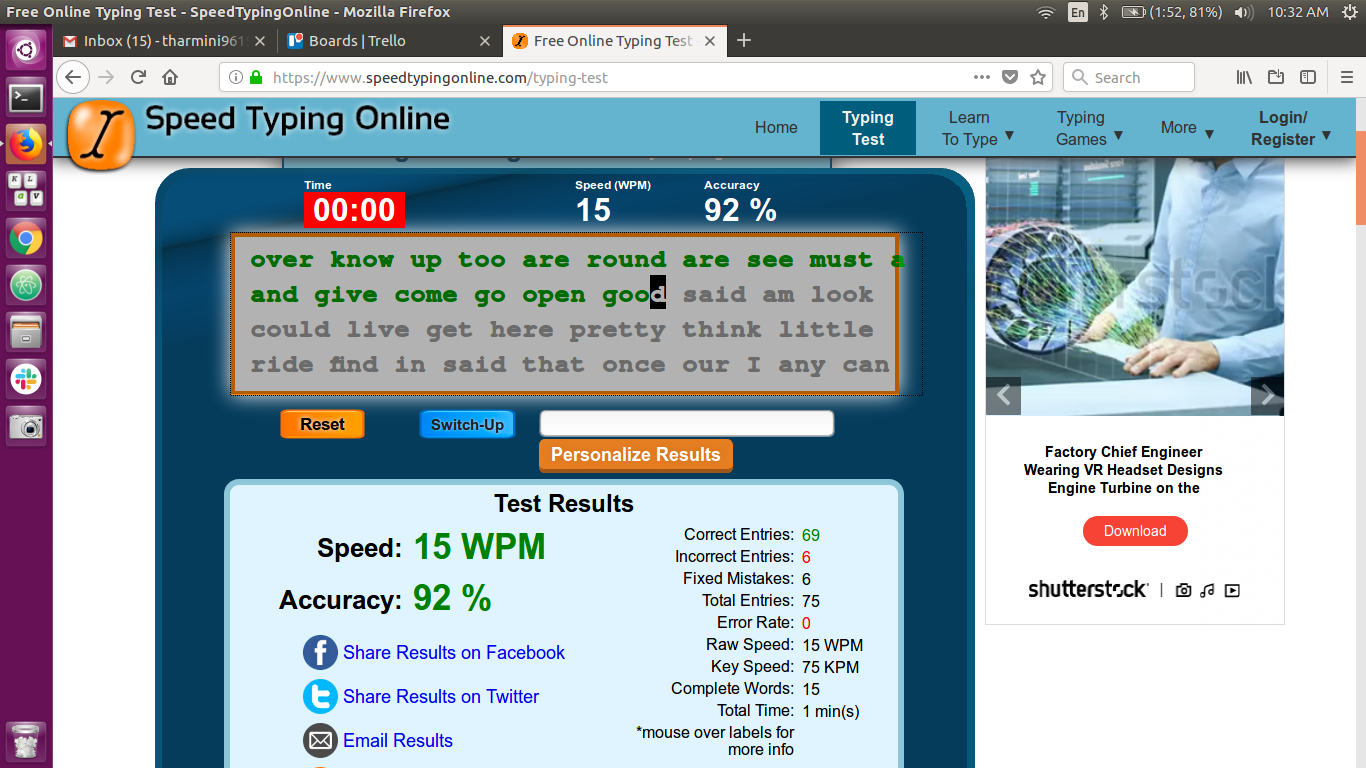 Free Online Typing Test - SpeedTypingOnline - Mozilla Firefox
En (1:52, 81%) 10:32 AM
Inbox (15) - tharmini961
Boards | Trello
Free Online Typing Test
https://www.speedtypingonline.com/typing-test
Search
Speed Typing Online
Home
Typing Test
Learn To Type
Typing Games
More
Login/ Register
Time
00:00
Speed (WPM)
15
Accuracy
92 %
over know up too are round are see must a
and give come go open good said am look
could live get here pretty think little
ride find in said that once our I any can
Reset
Switch-Up
Personalize Results
Test Results
Speed: 15 WPM
Accuracy: 92 %
Share Results on Facebook
Share Results on Twitter
Email Results
Correct Entries: 69
Incorrect Entries: 6
Fixed Mistakes: 6
Total Entries: 75
Error Rate: 0
Raw Speed: 15 WPM
Key Speed: 75 KPM
Complete Words: 15
Total Time: 1 min(s)
*mouse over labels for
more info
Factory Chief Engineer
Wearing VR Headset Designs
Engine Turbine on the
Download
shutterstock